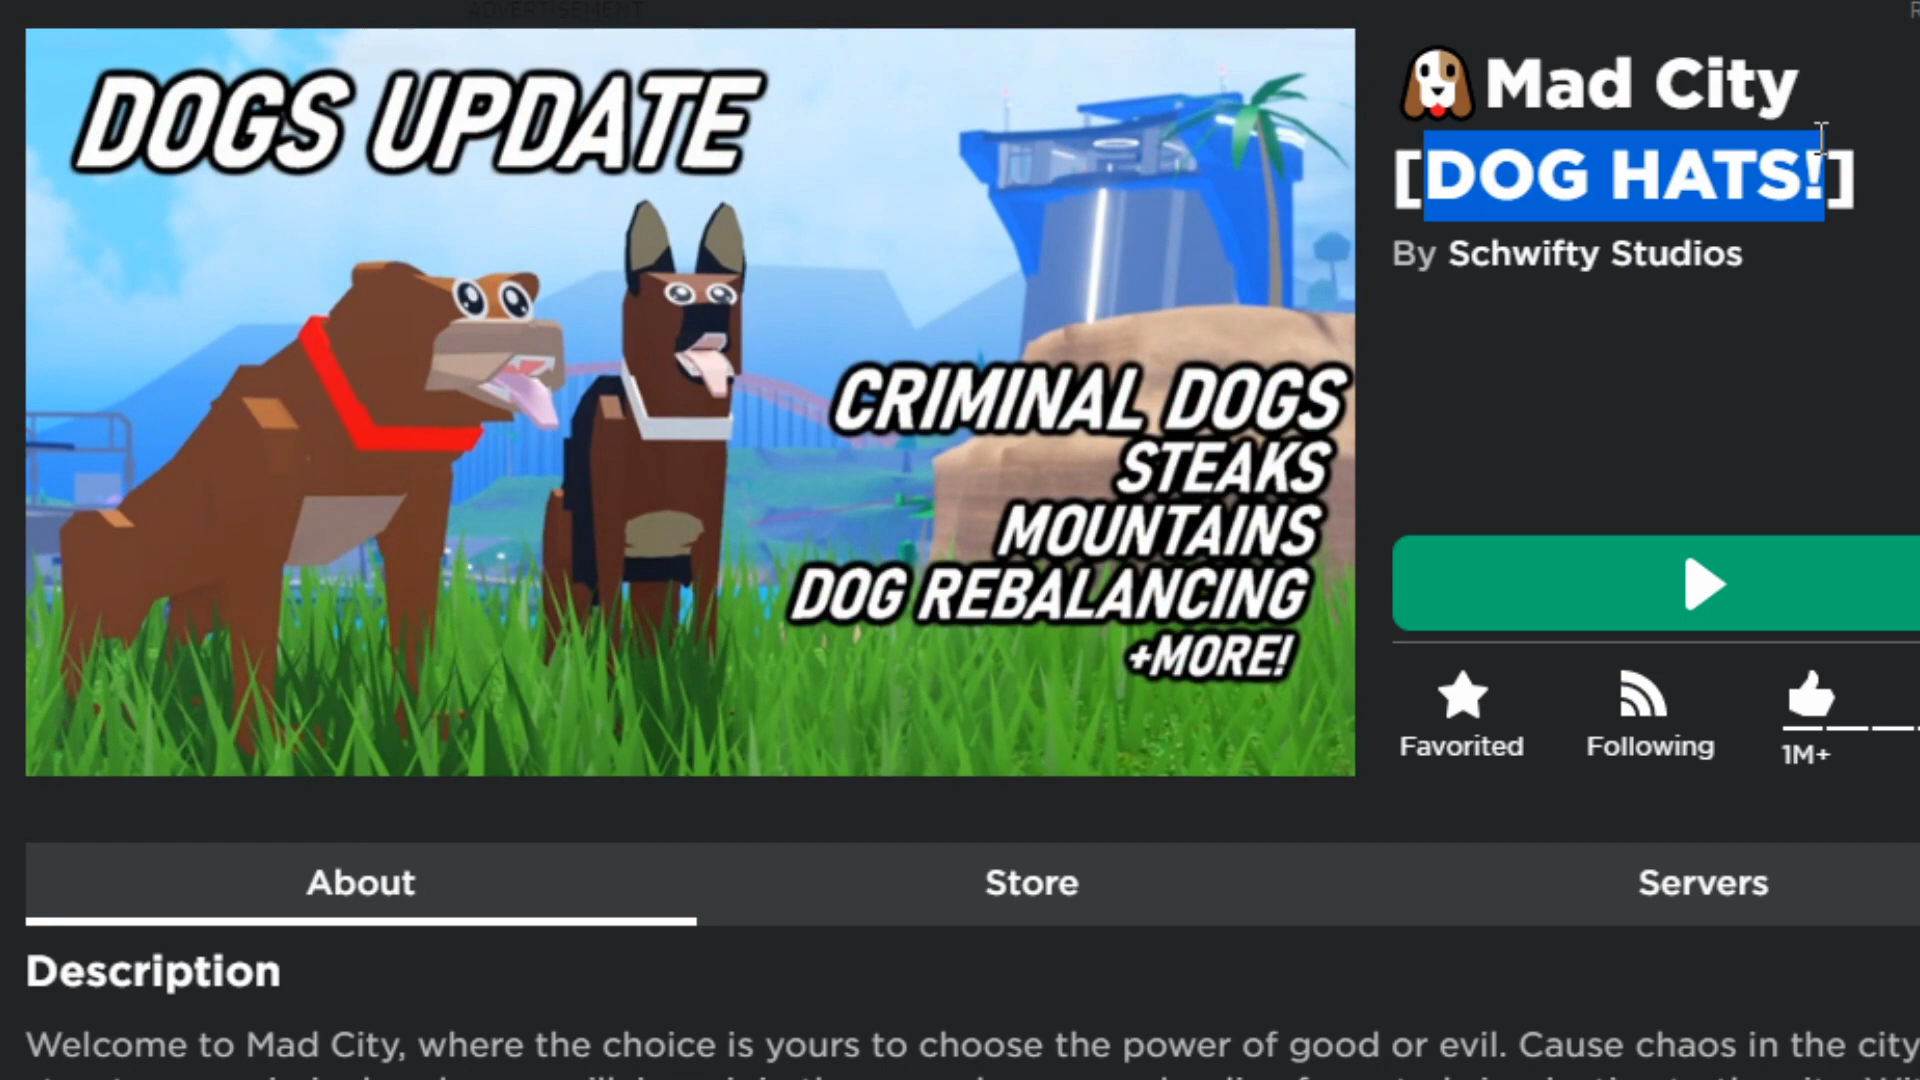 ADVERTISEMENT
DOGS UPDATE
CRIMINAL DOGS
STEAKS
MOUNTAINS
DOG REBALANCING
+MORE!
Mad City
[DOG HATS!]
By Schwifty Studios
Favorited
Following
1M+
About
Store
Servers
Description
Welcome to Mad City, where the choice is yours to choose the power of good or evil. Cause chaos in the city